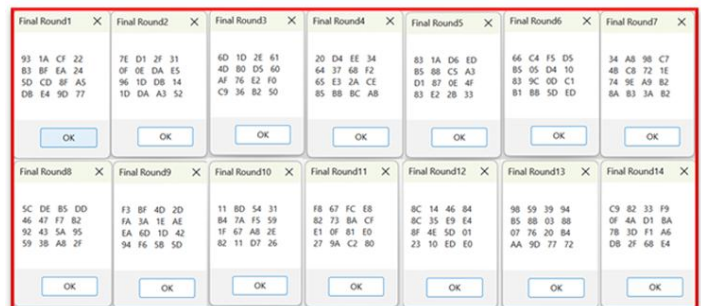 Final Round1
93 1A CF 22
B3 BF EA 24
5D CD 8F A5
DB E4 9D 77
OK
Final Round2
7E D1 2F 31
0F 0E DA E5
96 1D DB 14
1D DA A3 52
OK
Final Round3
6D 1D 2E 61
4D 80 D5 60
AF 76 E2 F0
C9 36 B2 50
OK
Final Round4
20 D4 EE 34
64 37 68 F2
65 E3 2A CE
85 BB BC AB
OK
Final Round5
83 1A D6 ED
B5 88 C5 A3
D1 87 0E 4F
83 E2 2B 33
OK
Final Round6
66 C4 F5 D5
B5 05 D4 10
83 9C 0D C1
B1 8B 5D ED
OK
Final Round7
34 A8 98 C7
4B C8 72 1E
74 9E A9 B2
8A B3 3A B2
OK
Final Round8
5C DE B5 DD
46 47 F7 B2
92 43 5A 95
59 3B A8 2F
OK
Final Round9
F3 BF 4D 2D
FA 3A 1E AE
EA 6D 1D 42
94 F6 5B 5D
OK
Final Round10
11 BD 54 31
B4 7A F5 59
1F 67 A8 2E
82 11 D7 26
OK
Final Round11
F8 67 FC E8
82 73 BA CF
E1 0F 81 E0
27 9A C2 80
OK
Final Round12
8C 14 46 84
8C 35 E9 E4
8F 4E 5D 01
23 10 ED E0
OK
Final Round13
98 59 39 94
B5 8B 03 88
07 76 20 B4
AA 9D 77 72
OK
Final Round14
C9 82 33 F9
0F 4A D1 BA
7B 3D F1 A6
DB 2F 68 E4
OK